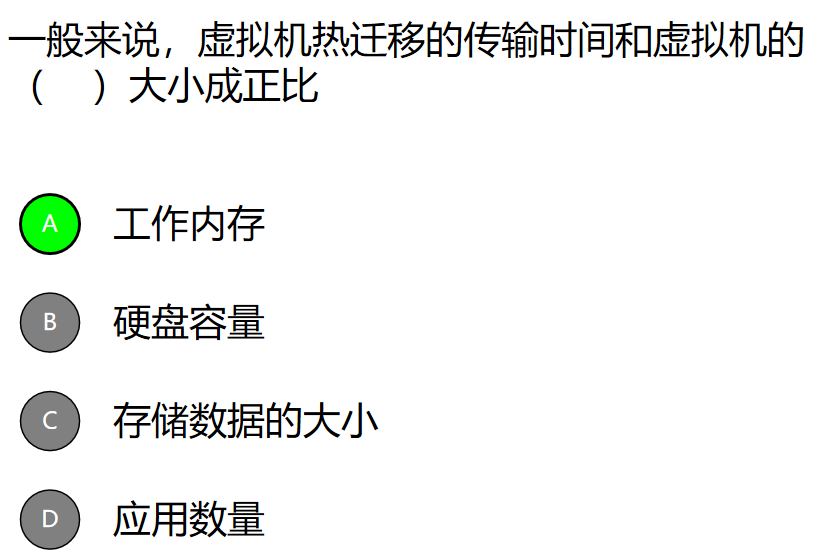 一般来说，虚拟机热迁移的传输时间和虚拟机的
（　）大小成正比
A 工作内存
B 硬盘容量
C 存储数据的大小
D 应用数量